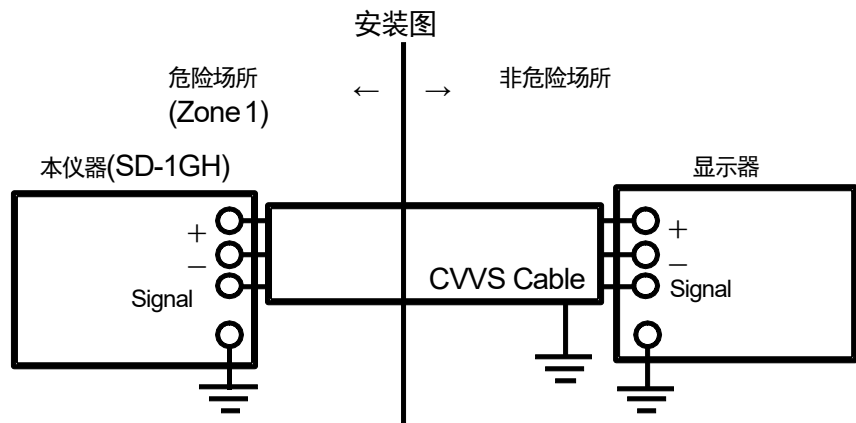 安装图
危险场所
(Zone 1)
← →
非危险场所
本仪器(SD-1GH)
显示器
+
−
Signal
CVVS Cable
+
−
Signal